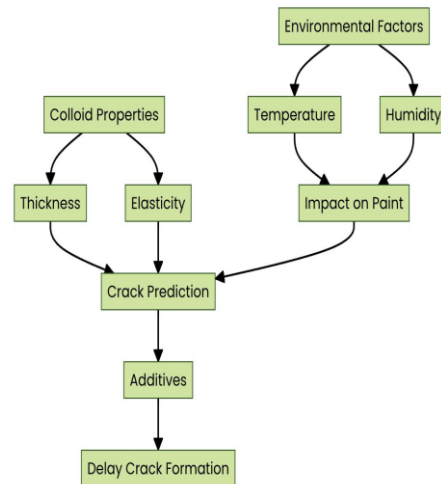 Environmental Factors
Colloid Properties
Temperature
Humidity
Thickness
Elasticity
Impact on Paint
Crack Prediction
Additives
Delay Crack Formation